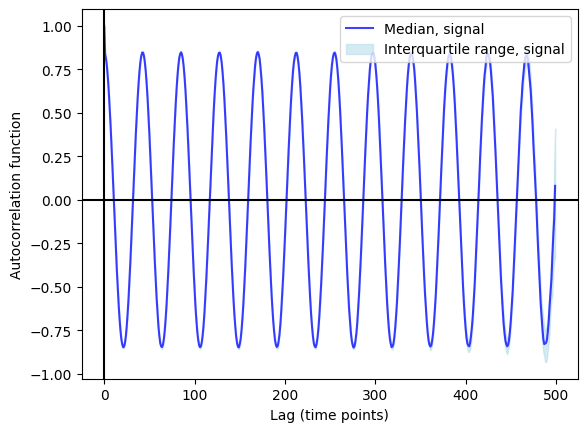 Median, signal
Interquartile range, signal
1.00
0.75
0.50
0.25
0.00
−0.25
−0.50
−0.75
−1.00
Autocorrelation function
0 100 200 300 400 500
Lag (time points)